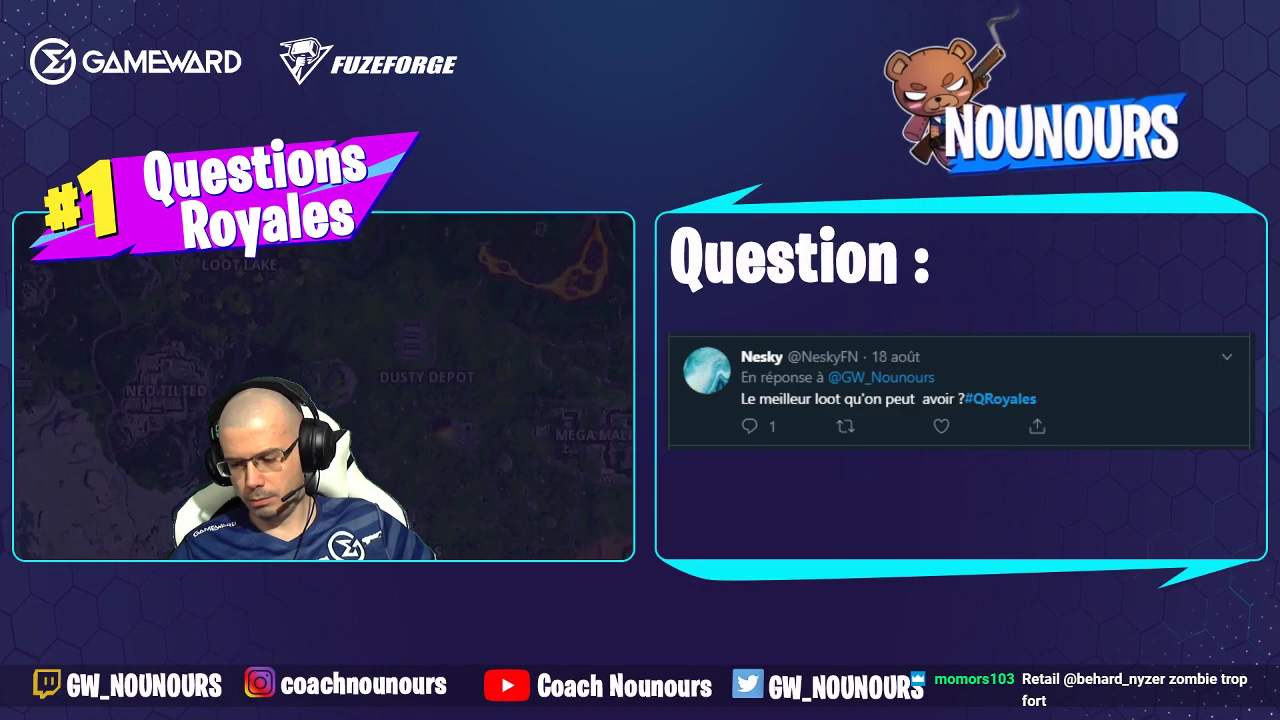 GAMEWARD
FUZEFORGE
NOUNOURS
#1 Questions
Royales
LOOT LAKE
DUSTY DEPOT
NEO TILTED
MEGA MALL
GAMEWARD
Question :
Nesky @NeskyFN · 18 août
En réponse à @GW_Nounours
Le meilleur loot qu'on peut avoir ?#QRoyales
1
GW_NOUNOURS
coachnounours
Coach Nounours
GW_NOUNOURS
momors103 Retail @behard_nyzer zombie trop
fort